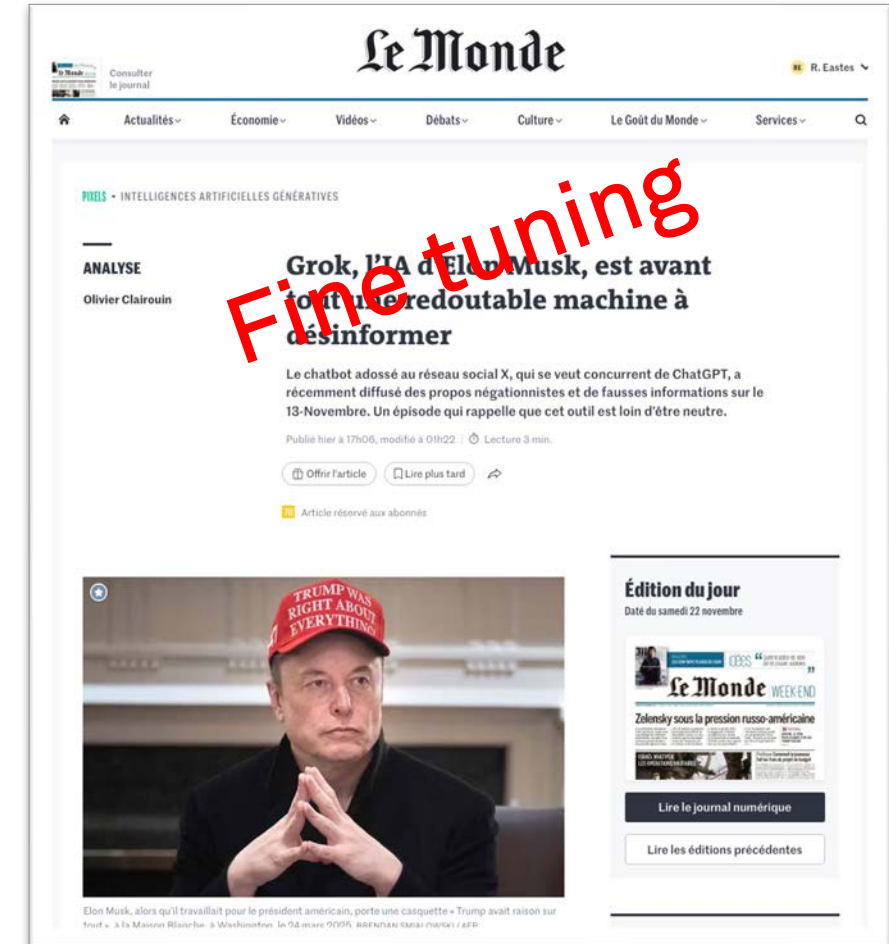 Le Monde
Consulter
le journal
RE R. Eastes
Actualités Économie Vidéos Débats Culture Le Goût du Monde Services
PIXELS • INTELLIGENCES ARTIFICIELLES GÉNÉRATIVES
ANALYSE
Olivier Clairouin
Fine tuning
Grok, l'IA d'Elon Musk, est avant
tout une redoutable machine à
désinformer
Le chatbot adossé au réseau social X, qui se veut concurrent de ChatGPT, a
récemment diffusé des propos négationnistes et de fausses informations sur le
13-Novembre. Un épisode qui rappelle que cet outil est loin d'être neutre.
Publié hier à 17h06, modifié à 01h22 Lecture 3 min.
Offrir l'article Lire plus tard
Article réservé aux abonnés
TRUMP WAS
RIGHT ABOUT
EVERYTHING
Elon Musk, alors qu'il travaillait pour le président américain, porte une casquette « Trump avait raison sur
tout », à la Maison Blanche, à Washington, le 24 mars 2025. BRENDAN SMIALOWSKI / AFP
Édition du jour
Daté du samedi 22 novembre
idées
Le Monde WEEK-END
Zelensky sous la pression russo-américaine
Lire le journal numérique
Lire les éditions précédentes